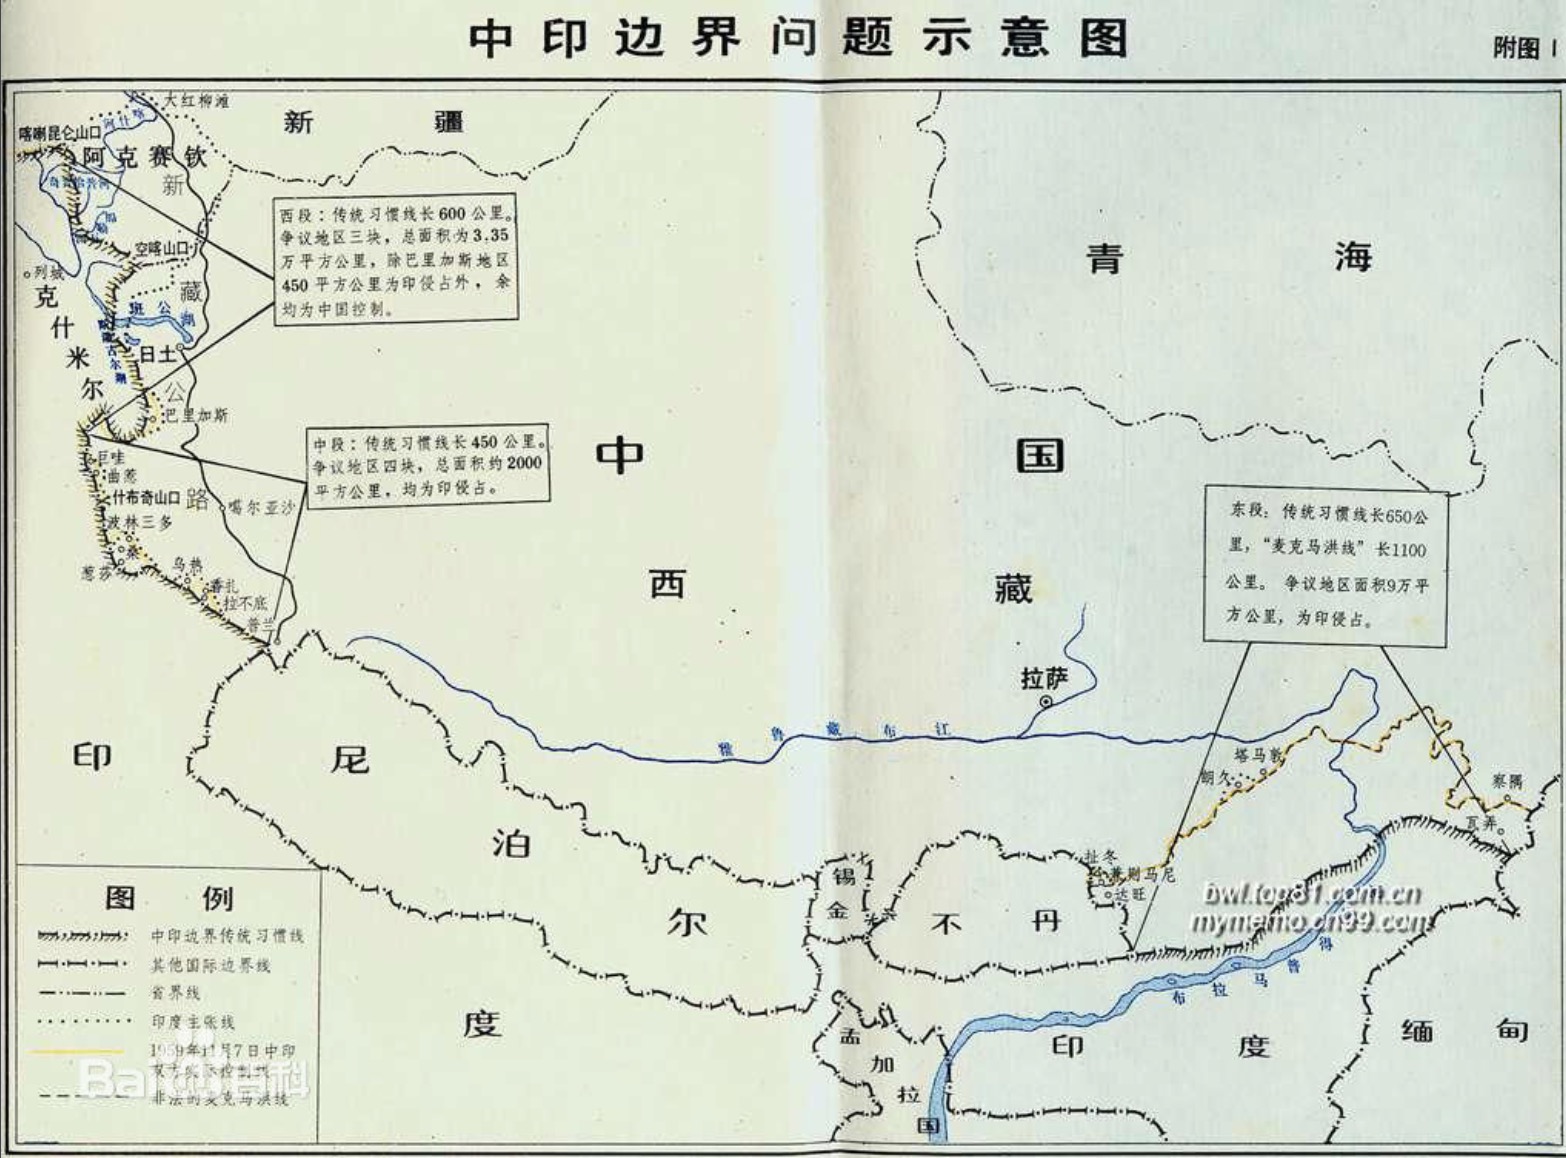 中印边界问题示意图
附图1
大红柳滩
新疆
喀喇昆仑山口
阿克赛钦
新
空喀山口
列城
藏
克什米尔
班公湖
日土
公
巴里加斯
西段：传统习惯线长600公里。
争议地区三块，总面积为3.35
万平方公里，除巴里加斯地区
450平方公里为印侵占外，余
均为中国控制。
青海
中段：传统习惯线长450公里。
争议地区四块，总面积约2000
平方公里，均为印侵占。
中国
巨哇
曲惹
什布奇山口
路
噶尔亚沙
波林三多
桑
葱莎
乌热
香扎
拉不底
普兰
西藏
东段：传统习惯线长650公
里，“麦克马洪线”长1100
公里。争议地区面积9万平
方公里，为印侵占。
拉萨
雅鲁藏布江
塔马敦
朗久
察隅
瓦弄
印度
尼泊尔
锡金
不丹
扯冬
兼则马尼
达旺
bwl.top81.com.cn
mymemo.cn99.com
布拉马普得
孟加拉国
印度
缅甸
图例
中印边界传统习惯线
其他国际边界线
省界线
印度主张线
1959年11月7日中印
双方实际控制线
非法的麦克马洪线
Baidu百科